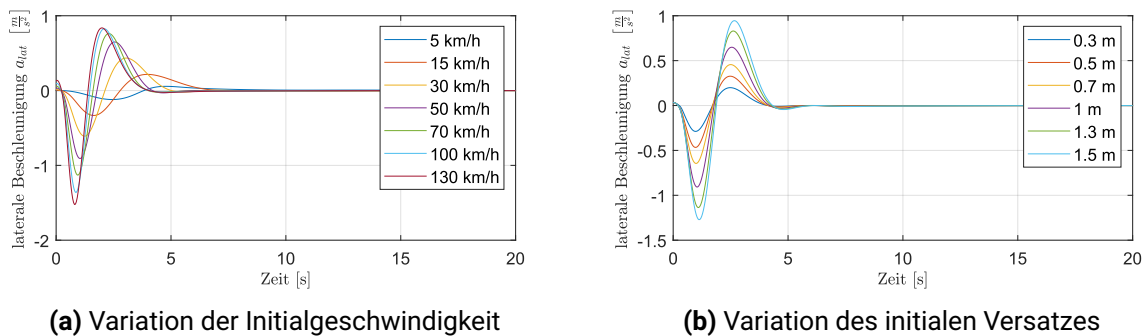 laterale Beschleunigung a_lat [m/s²]
1
0
-1
-2
0
5
10
15
20
Zeit [s]
5 km/h
15 km/h
30 km/h
50 km/h
70 km/h
100 km/h
130 km/h
(a) Variation der Initialgeschwindigkeit
laterale Beschleunigung a_lat [m/s²]
1
0.5
0
-0.5
-1
-1.5
0
5
10
15
20
Zeit [s]
0.3 m
0.5 m
0.7 m
1 m
1.3 m
1.5 m
(b) Variation des initialen Versatzes